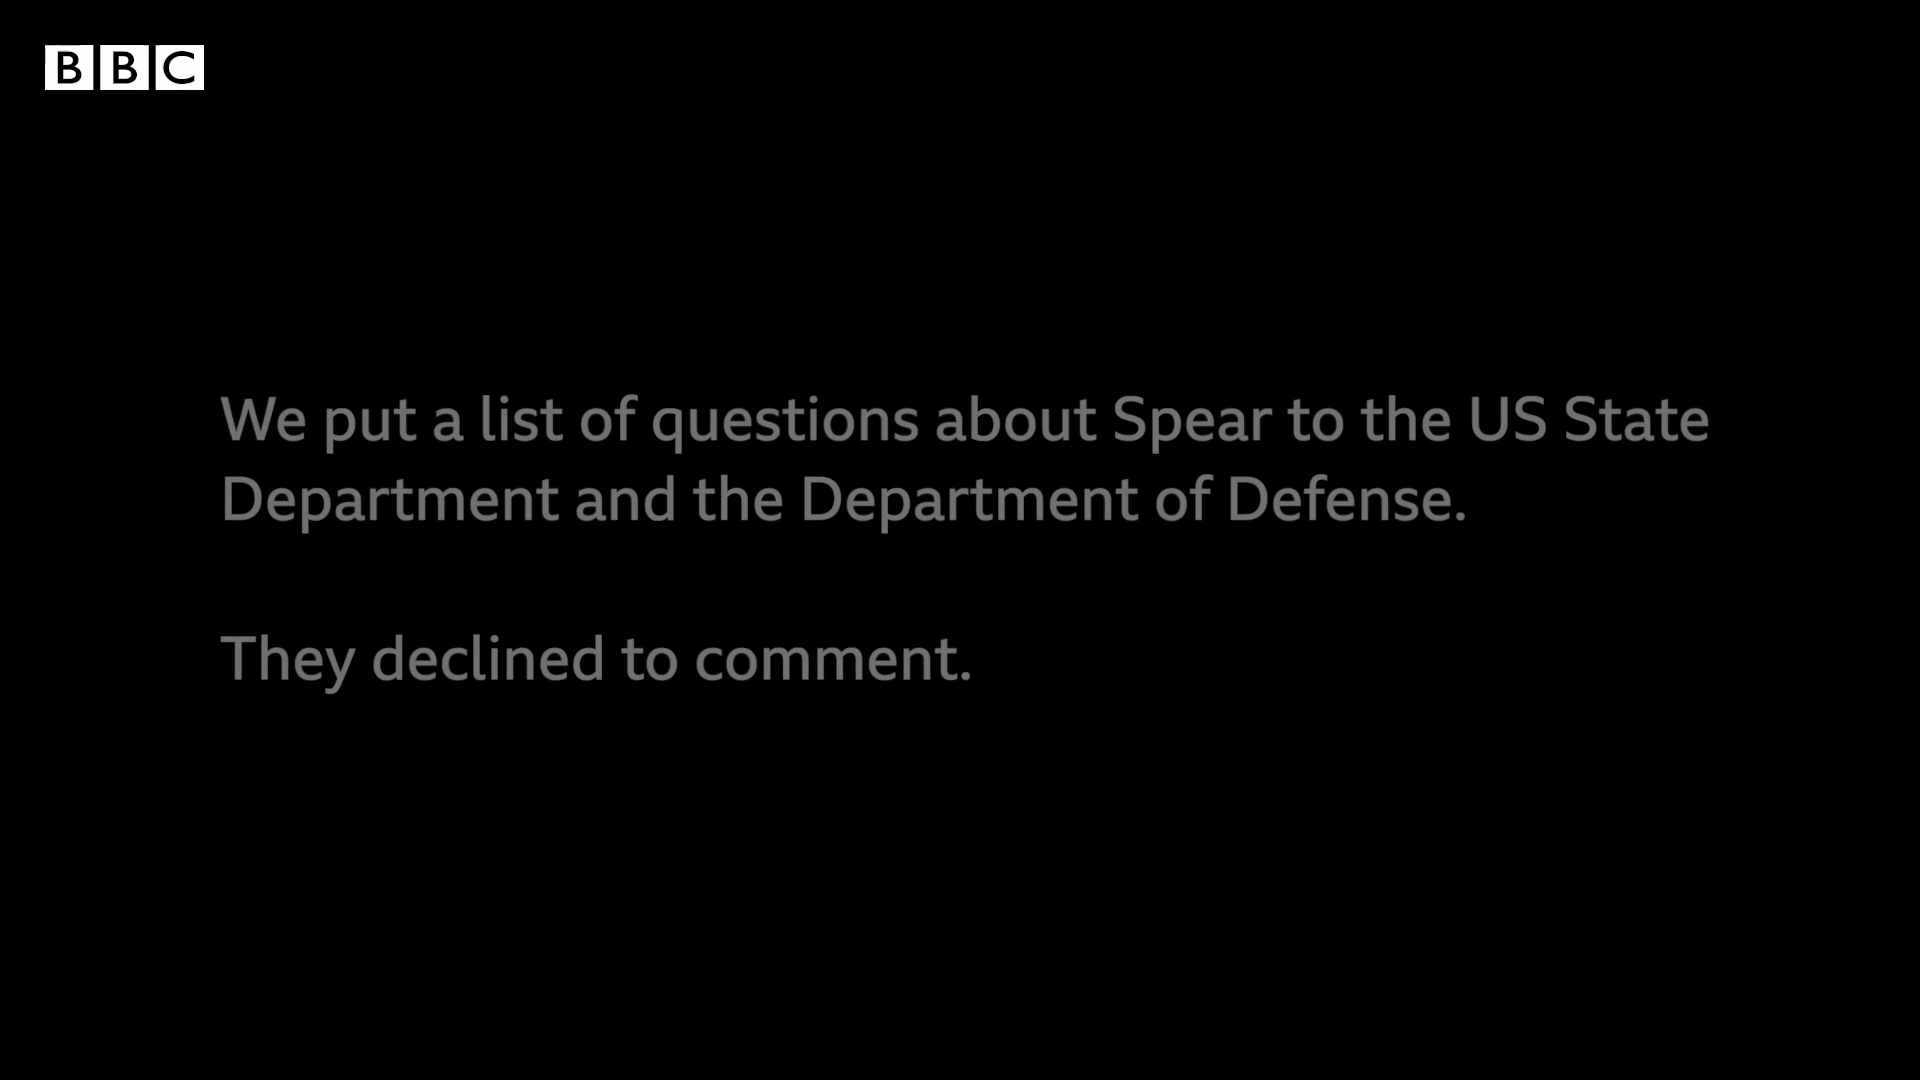 BBC
We put a list of questions about Spear to the US State
Department and the Department of Defense.
They declined to comment.